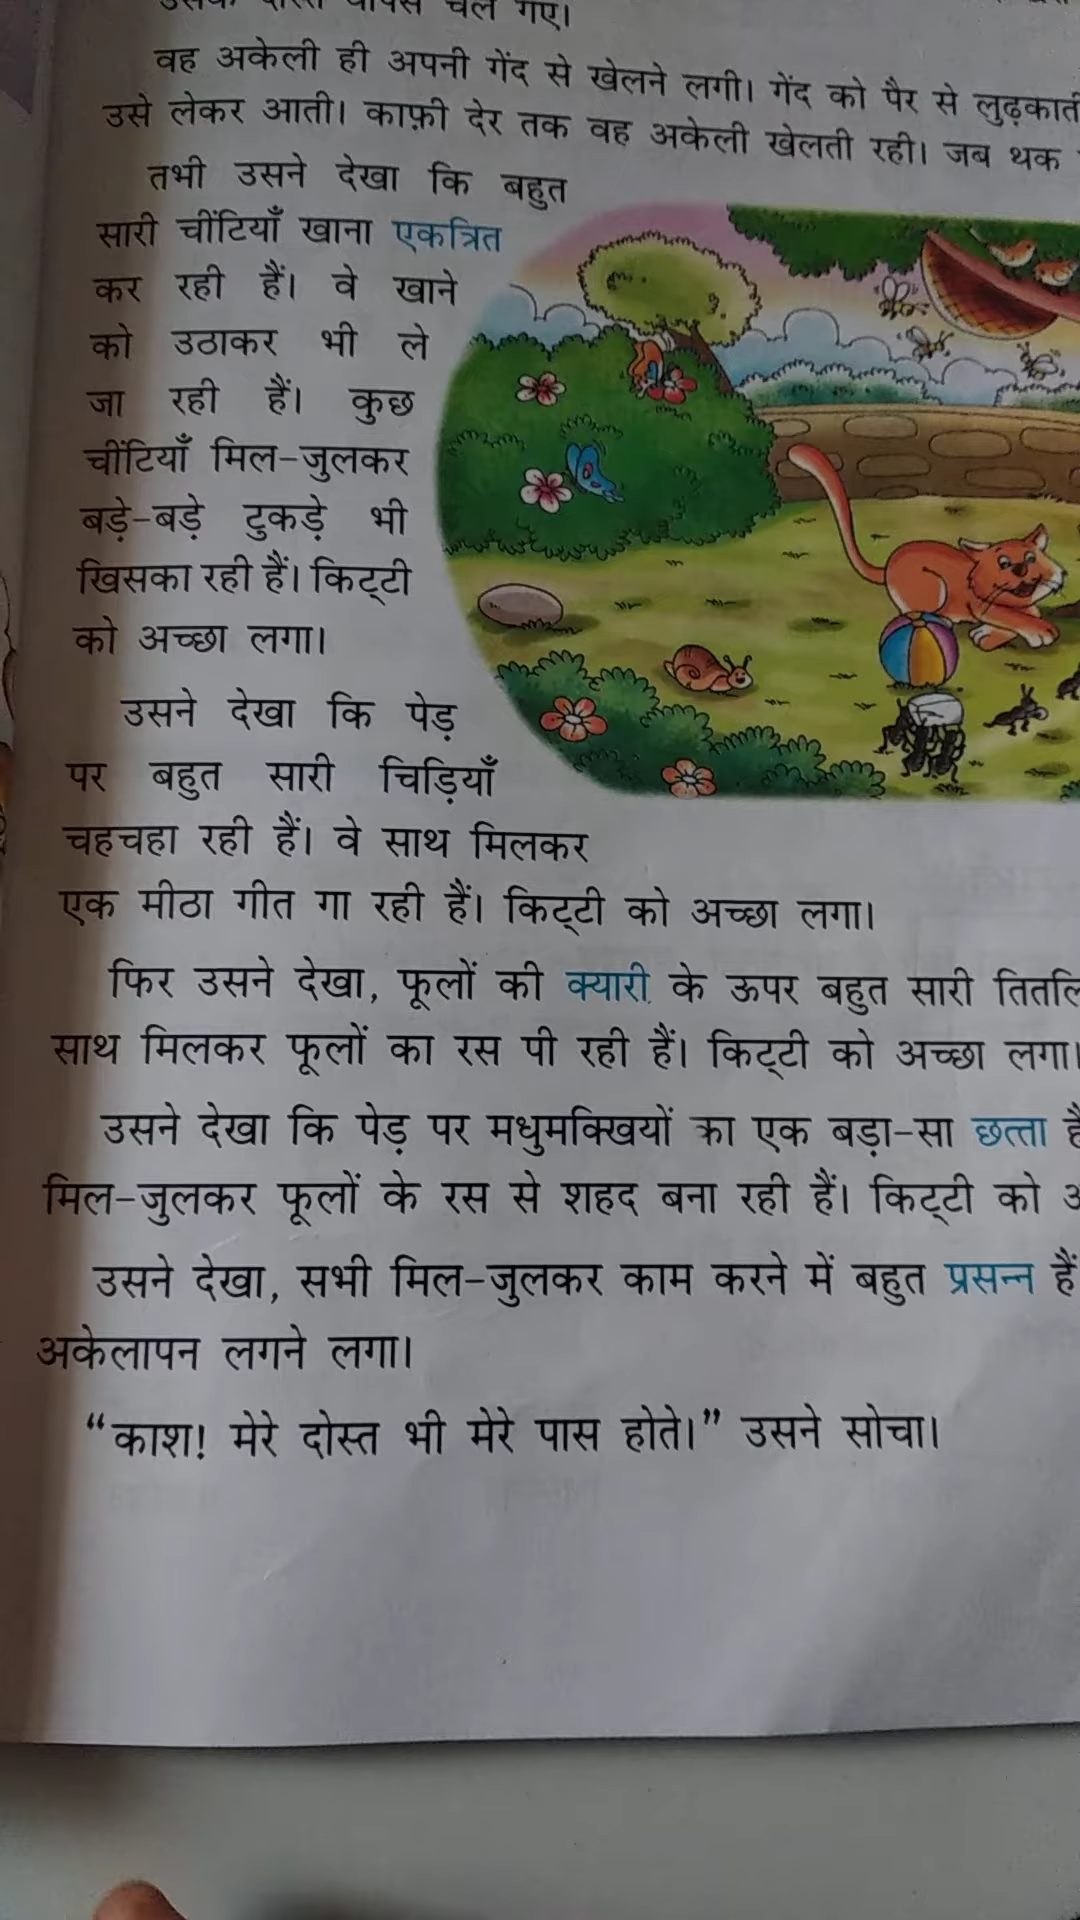 उसके दोस्त वापस चले गए।
वह अकेली ही अपनी गेंद से खेलने लगी। गेंद को पैर से लुढ़काती
उसे लेकर आती। काफ़ी देर तक वह अकेली खेलती रही। जब थक
तभी उसने देखा कि बहुत
सारी चींटियाँ खाना एकत्रित
कर रही हैं। वे खाने
को उठाकर भी ले
जा रही हैं। कुछ
चींटियाँ मिल-जुलकर
बड़े-बड़े टुकड़े भी
खिसका रही हैं। किट्टी
को अच्छा लगा।
उसने देखा कि पेड़
पर बहुत सारी चिड़ियाँ
चहचहा रही हैं। वे साथ मिलकर
एक मीठा गीत गा रही हैं। किट्टी को अच्छा लगा।
फिर उसने देखा, फूलों की क्यारी के ऊपर बहुत सारी
साथ मिलकर फूलों का रस पी रही हैं। किट्टी को अच्छा लगा।
उसने देखा कि पेड़ पर मधुमक्खियों का एक बड़ा-सा छत्ता है
मिल-जुलकर फूलों के रस से शहद बना रही हैं। किट्टी को
उसने देखा, सभी मिल-जुलकर काम करने में बहुत प्रसन्न हैं
अकेलापन लगने लगा।
“काश! मेरे दोस्त भी मेरे पास होते।” उसने सोचा।